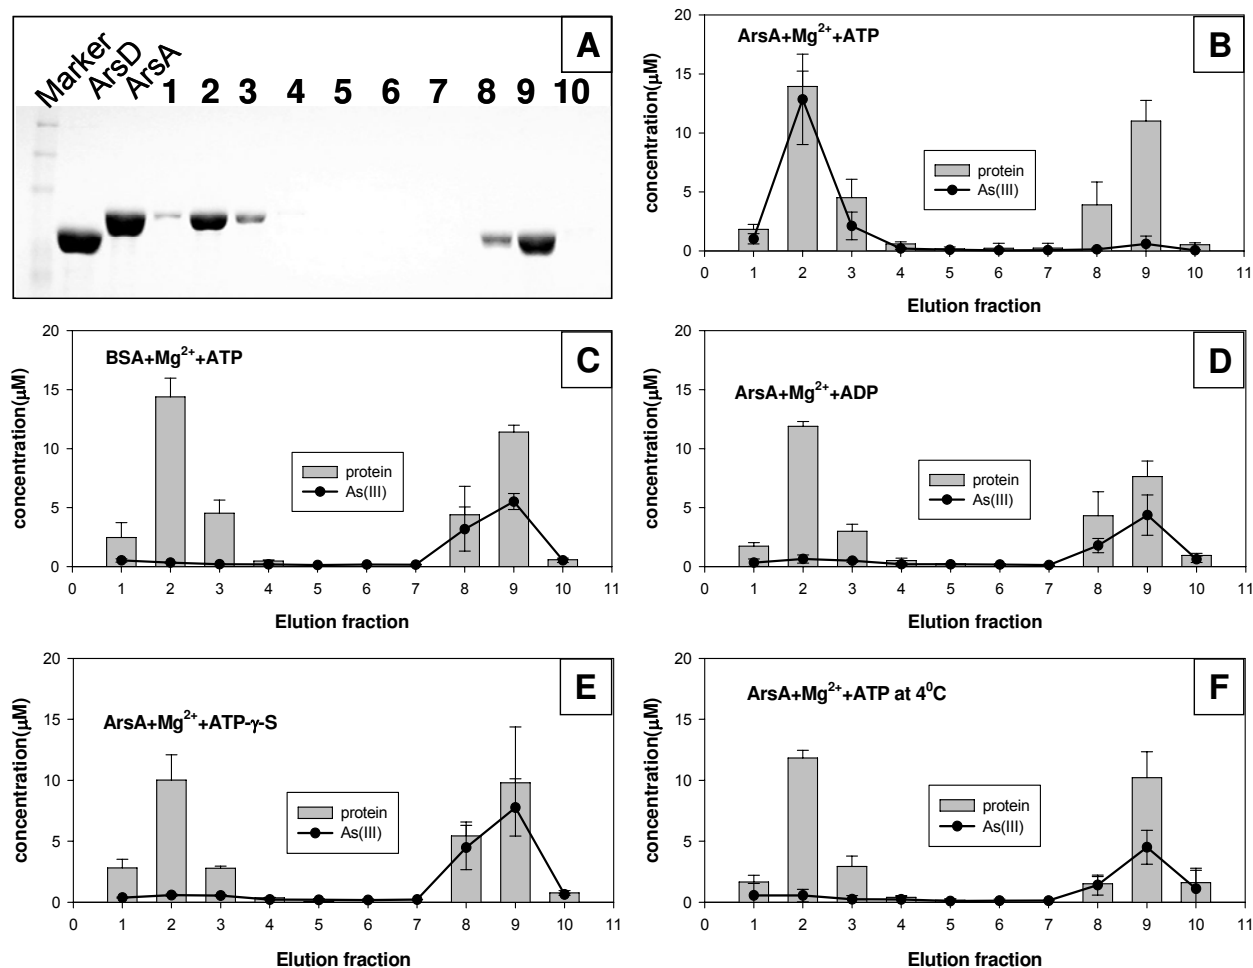 A
Marker
ArsD
ArsA
1 2 3 4 5 6 7 8 9 10
B
ArsA+Mg2++ATP
20
15
10
5
0
concentration(μM)
protein
As(III)
0 1 2 3 4 5 6 7 8 9 10 11
Elution fraction
C
BSA+Mg2++ATP
20
15
10
5
0
concentration(μM)
protein
As(III)
0 1 2 3 4 5 6 7 8 9 10 11
Elution fraction
D
ArsA+Mg2++ADP
20
15
10
5
0
concentration(μM)
protein
As(III)
0 1 2 3 4 5 6 7 8 9 10 11
Elution fraction
E
ArsA+Mg2++ATP-γ-S
20
15
10
5
0
concentration(μM)
protein
As(III)
0 1 2 3 4 5 6 7 8 9 10 11
Elution fraction
F
ArsA+Mg2++ATP at 40C
20
15
10
5
0
concentration(μM)
protein
As(III)
0 1 2 3 4 5 6 7 8 9 10 11
Elution fraction